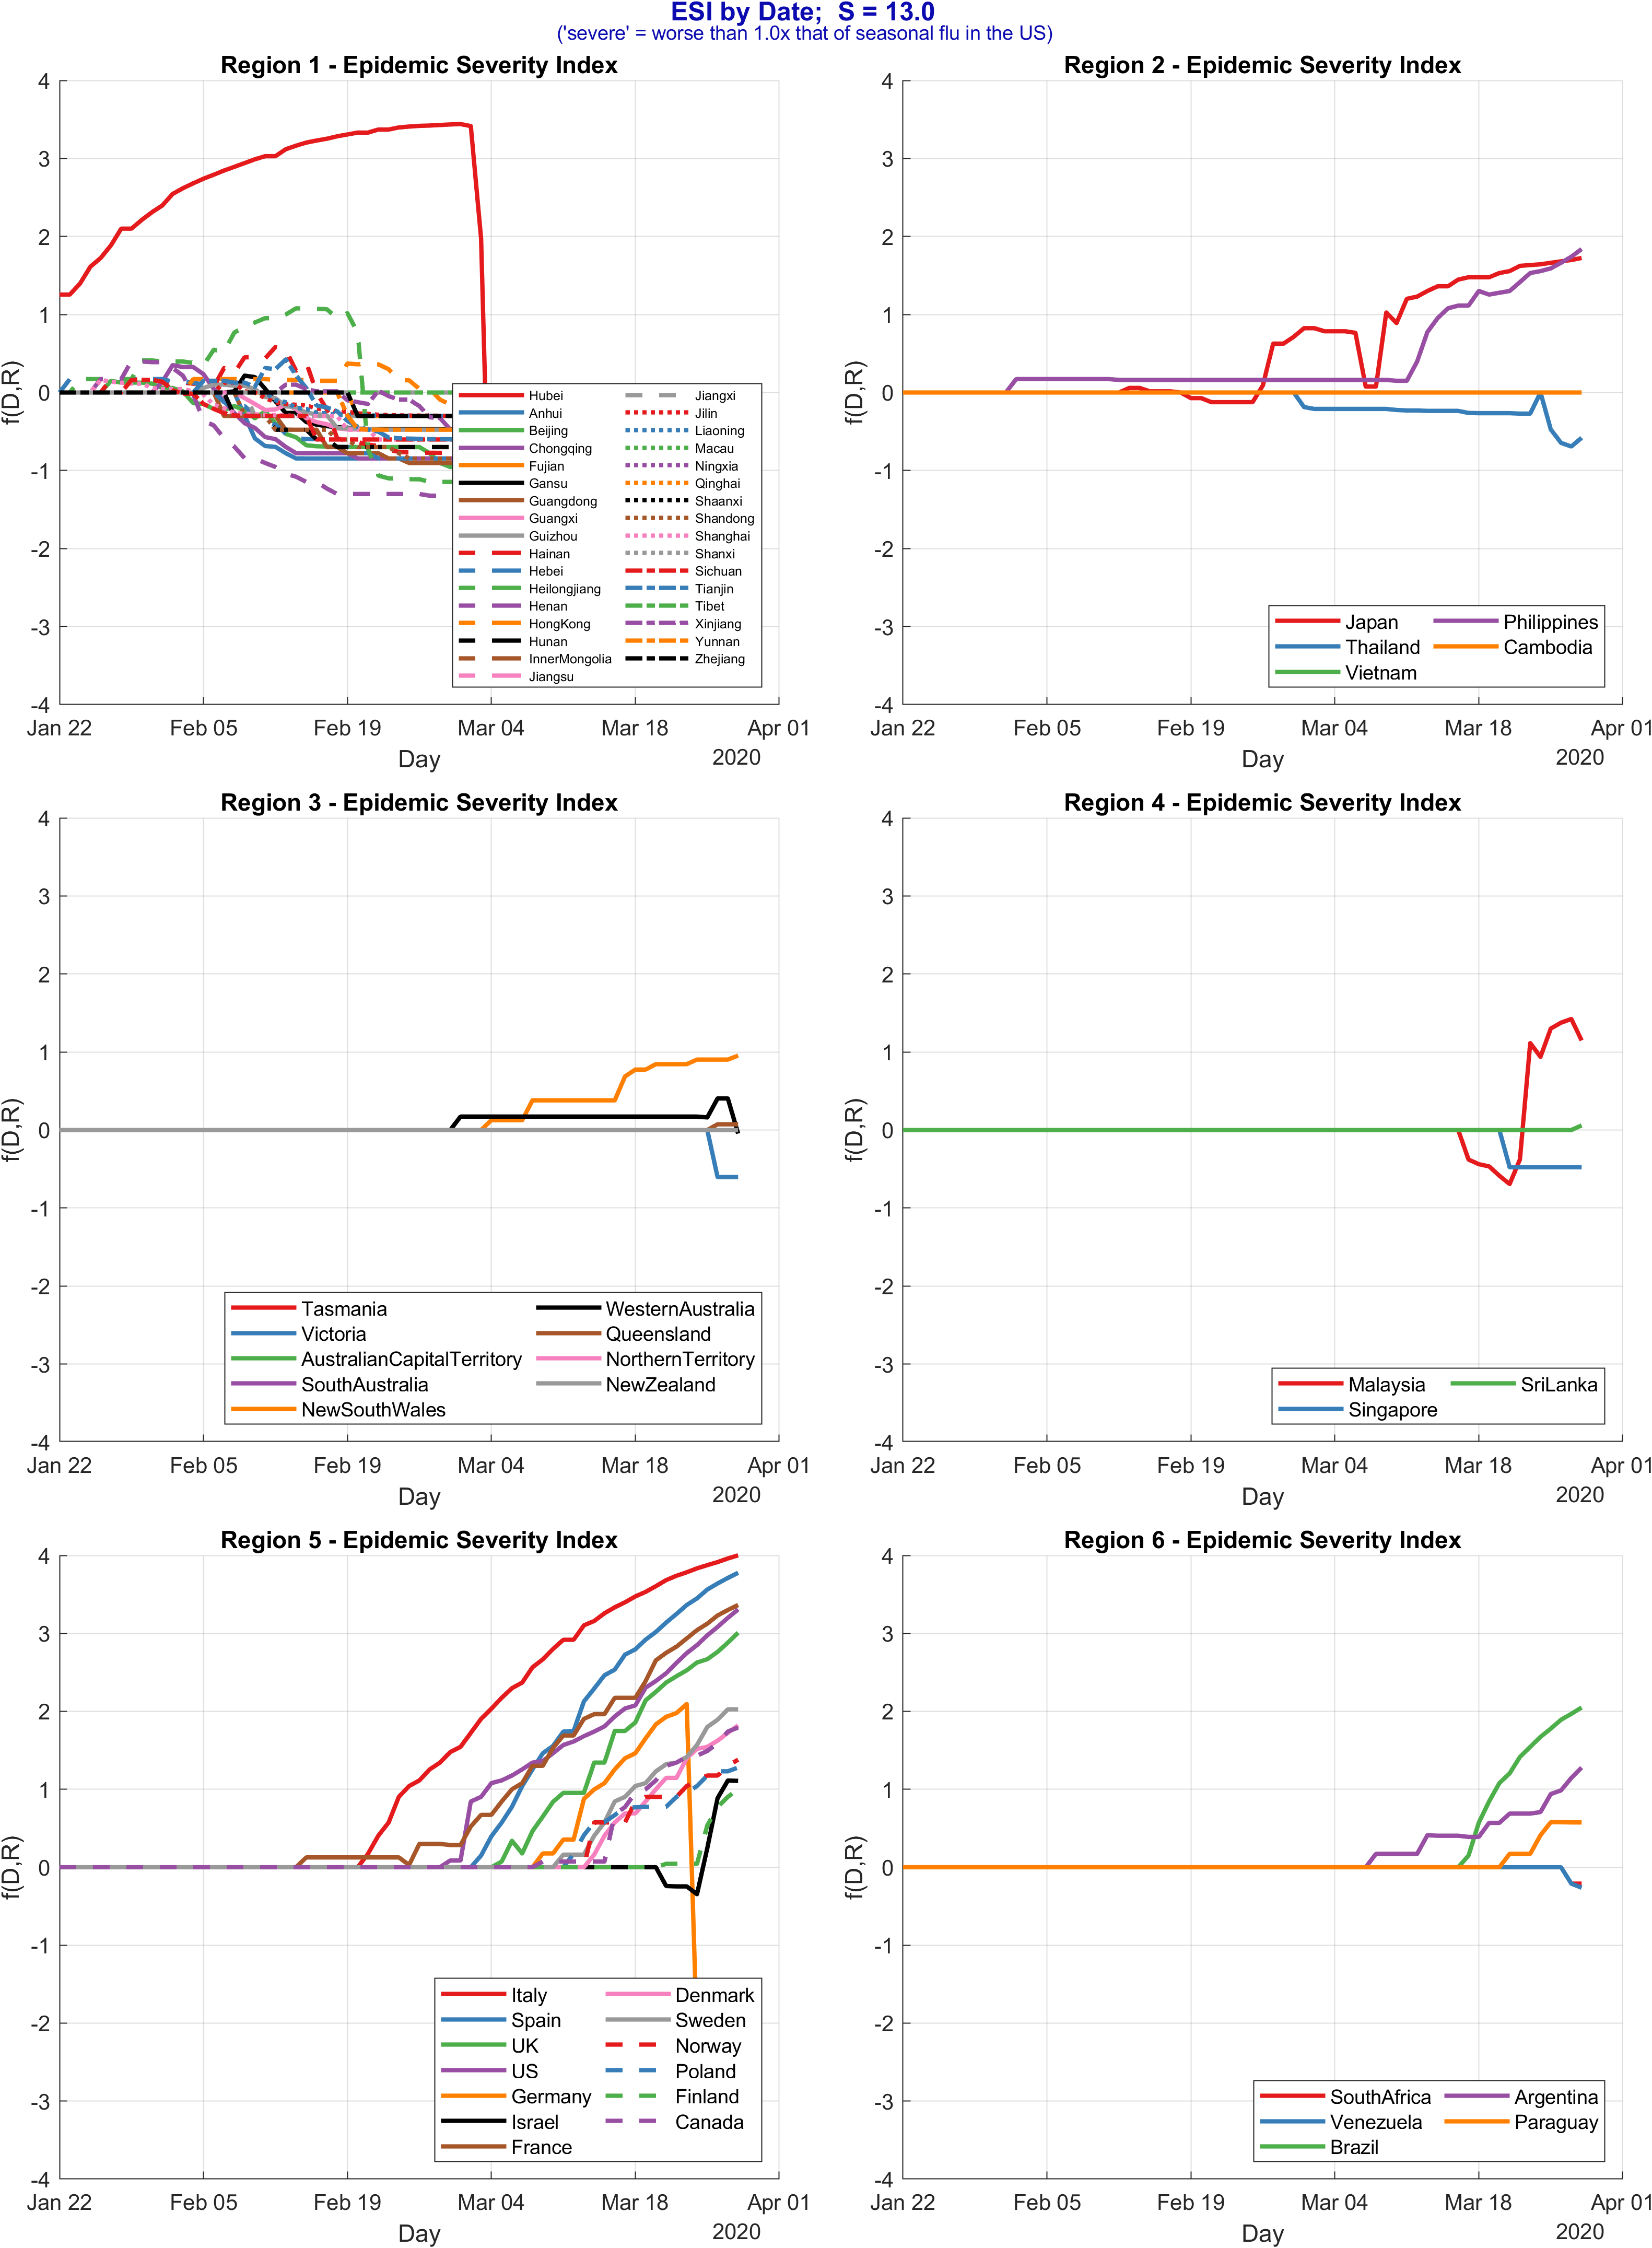 ESI by Date;  S = 13.0
('severe' = worse than 1.0x that of seasonal flu in the US)
Region 1 - Epidemic Severity Index
4
3
2
1
0
-1
-2
-3
-4
f(D,R)
Hubei
Anhui
Beijing
Chongqing
Fujian
Gansu
Guangdong
Guangxi
Guizhou
Hainan
Hebei
Heilongjiang
Henan
HongKong
Hunan
InnerMongolia
Jiangsu
Jiangxi
Jilin
Liaoning
Macau
Ningxia
Qinghai
Shaanxi
Shandong
Shanghai
Shanxi
Sichuan
Tianjin
Tibet
Xinjiang
Yunnan
Zhejiang
Jan 22 Feb 05 Feb 19 Mar 04 Mar 18 Apr 01
Day
2020
Region 2 - Epidemic Severity Index
4
3
2
1
0
-1
-2
-3
-4
f(D,R)
Japan
Thailand
Vietnam
Philippines
Cambodia
Jan 22 Feb 05 Feb 19 Mar 04 Mar 18 Apr 01
Day
2020
Region 3 - Epidemic Severity Index
4
3
2
1
0
-1
-2
-3
-4
f(D,R)
Tasmania
Victoria
AustralianCapitalTerritory
SouthAustralia
NewSouthWales
WesternAustralia
Queensland
NorthernTerritory
NewZealand
Jan 22 Feb 05 Feb 19 Mar 04 Mar 18 Apr 01
Day
2020
Region 4 - Epidemic Severity Index
4
3
2
1
0
-1
-2
-3
-4
f(D,R)
Malaysia
Singapore
SriLanka
Jan 22 Feb 05 Feb 19 Mar 04 Mar 18 Apr 01
Day
2020
Region 5 - Epidemic Severity Index
4
3
2
1
0
-1
-2
-3
-4
f(D,R)
Italy
Spain
UK
US
Germany
Israel
France
Denmark
Sweden
Norway
Poland
Finland
Canada
Jan 22 Feb 05 Feb 19 Mar 04 Mar 18 Apr 01
Day
2020
Region 6 - Epidemic Severity Index
4
3
2
1
0
-1
-2
-3
-4
f(D,R)
SouthAfrica
Venezuela
Brazil
Argentina
Paraguay
Jan 22 Feb 05 Feb 19 Mar 04 Mar 18 Apr 01
Day
2020